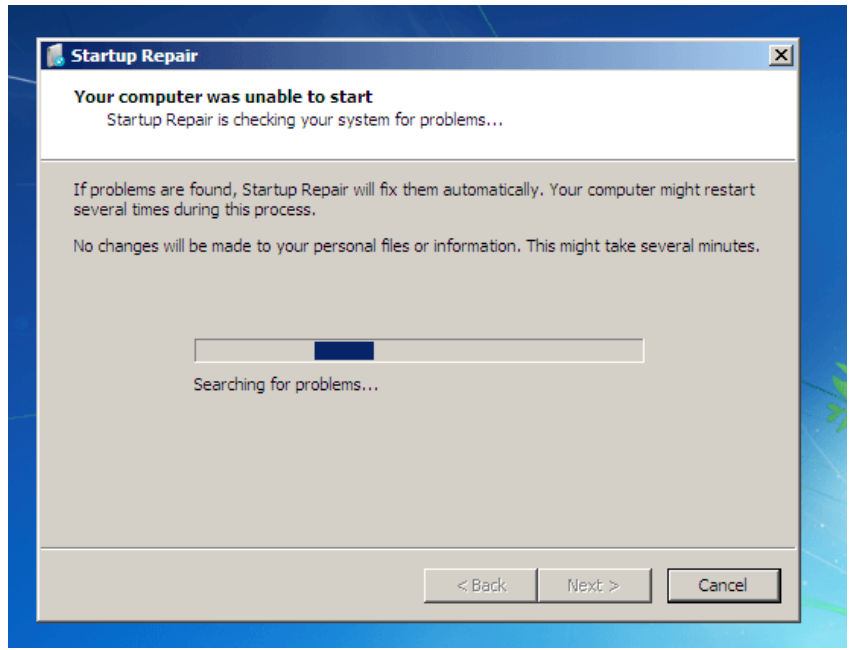 Startup Repair
Your computer was unable to start
Startup Repair is checking your system for problems...
If problems are found, Startup Repair will fix them automatically. Your computer might restart
several times during this process.
No changes will be made to your personal files or information. This might take several minutes.
Searching for problems...
< Back
Next >
Cancel